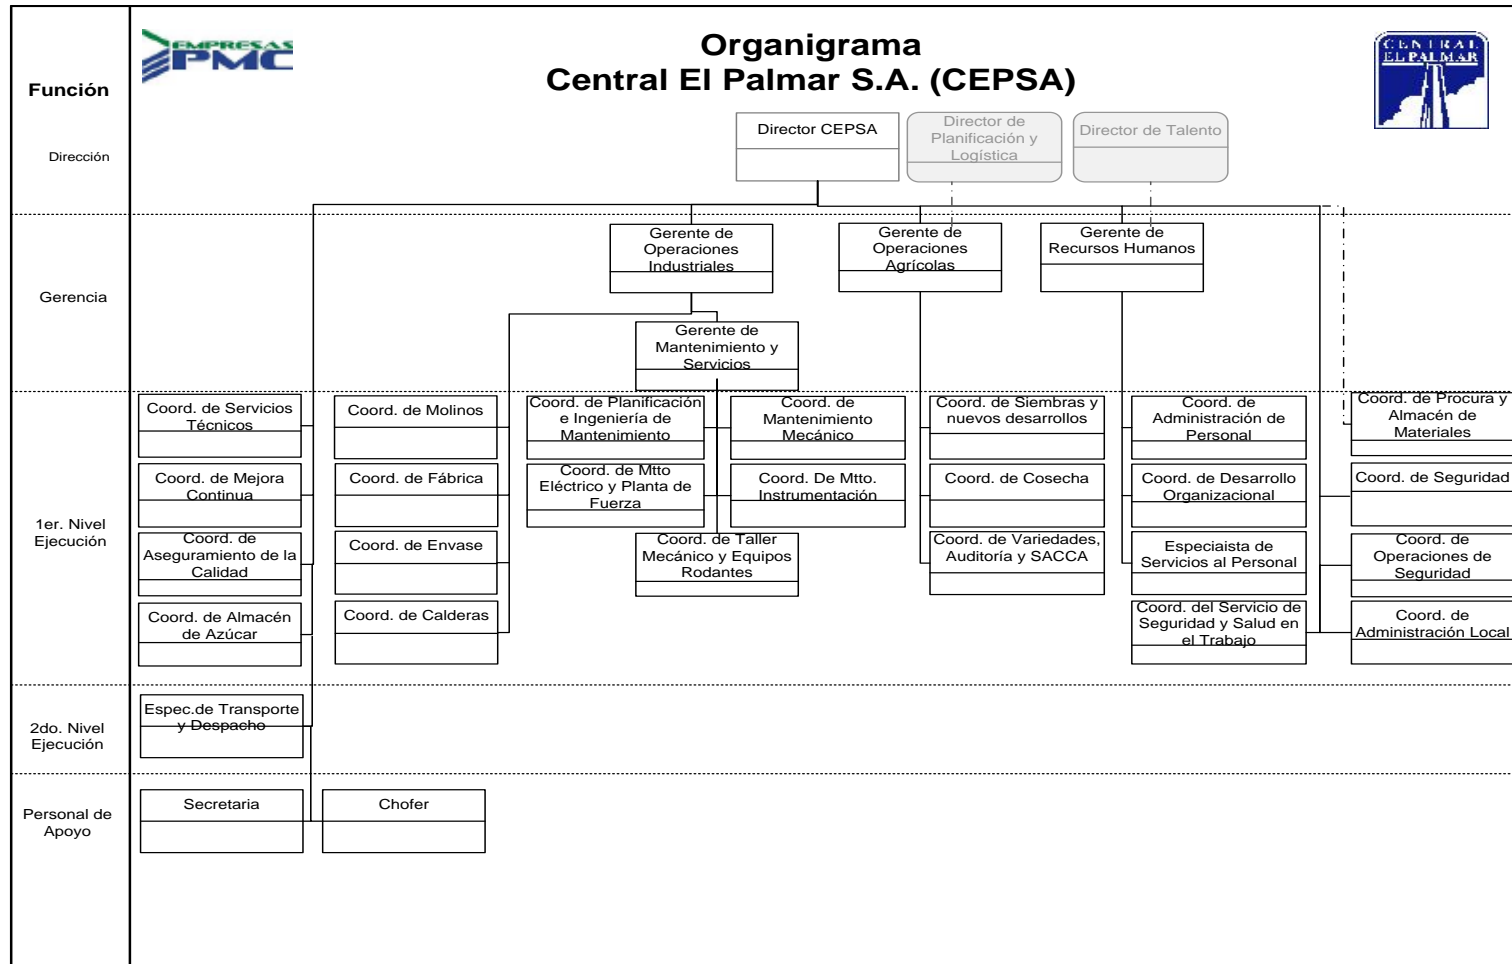 EMPRESAS
PMC
Organigrama
Central El Palmar S.A. (CEPSA)
CENTRAL
EL PALMAR
Función
Dirección
Director CEPSA
Director de
Planificación y
Logística
Director de Talento
Gerencia
Gerente de
Operaciones
Industriales
Gerente de
Operaciones
Agrícolas
Gerente de
Recursos Humanos
Gerente de
Mantenimiento y
Servicios
1er. Nivel
Ejecución
Coord. de Servicios
Técnicos
Coord. de Molinos
Coord. de Planificación
e Ingeniería de
Mantenimiento
Coord. de
Mantenimiento
Mecánico
Coord. de Siembras y
nuevos desarrollos
Coord. de
Administración de
Personal
Coord. de Procura y
Almacén de
Materiales
Coord. de Mejora
Continua
Coord. de Fábrica
Coord. de Mtto
Eléctrico y Planta de
Fuerza
Coord. De Mtto.
Instrumentación
Coord. de Cosecha
Coord. de Desarrollo
Organizacional
Coord. de Seguridad
Coord. de
Aseguramiento de la
Calidad
Coord. de Envase
Coord. de Taller
Mecánico y Equipos
Rodantes
Coord. de Variedades,
Auditoría y SACCA
Especiaista de
Servicios al Personal
Coord. de
Operaciones de
Seguridad
Coord. de Almacén
de Azúcar
Coord. de Calderas
Coord. del Servicio de
Seguridad y Salud en
el Trabajo
Coord. de
Administración Local
2do. Nivel
Ejecución
Espec.de Transporte
y Despacho
Personal de
Apoyo
Secretaria
Chofer